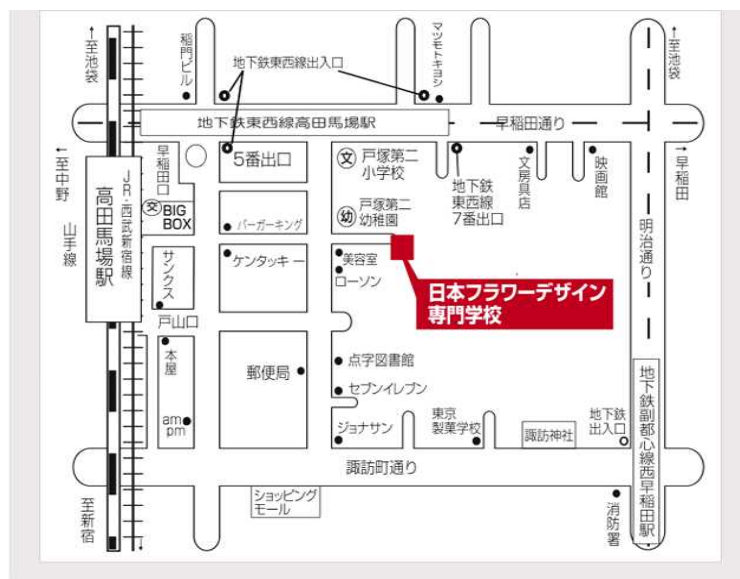 ←至池袋
稲門ビル
地下鉄東西線出入口
マツモトキヨシ
←至池袋
地下鉄東西線高田馬場駅
早稲田通り
←至中野
山手線
JR・西武新宿線
高田馬場駅
早稲田口
5番出口
文
戸塚第二
小学校
地下鉄
東西線
7番出口
文房具店
映画館
→早稲田
交
BIG
BOX
バーガーキング
幼
戸塚第二
幼稚園
明治通り
サンクス
ケンタッキー
美容室
ローソン
日本フラワーデザイン
専門学校
戸山口
本屋
郵便局
点字図書館
セブンイレブン
am
pm
ジョナサン
東京
製菓学校
諏訪神社
地下鉄
出入口
地下鉄副都心線西早稲田駅
諏訪町通り
至新宿
ショッピング
モール
消防署